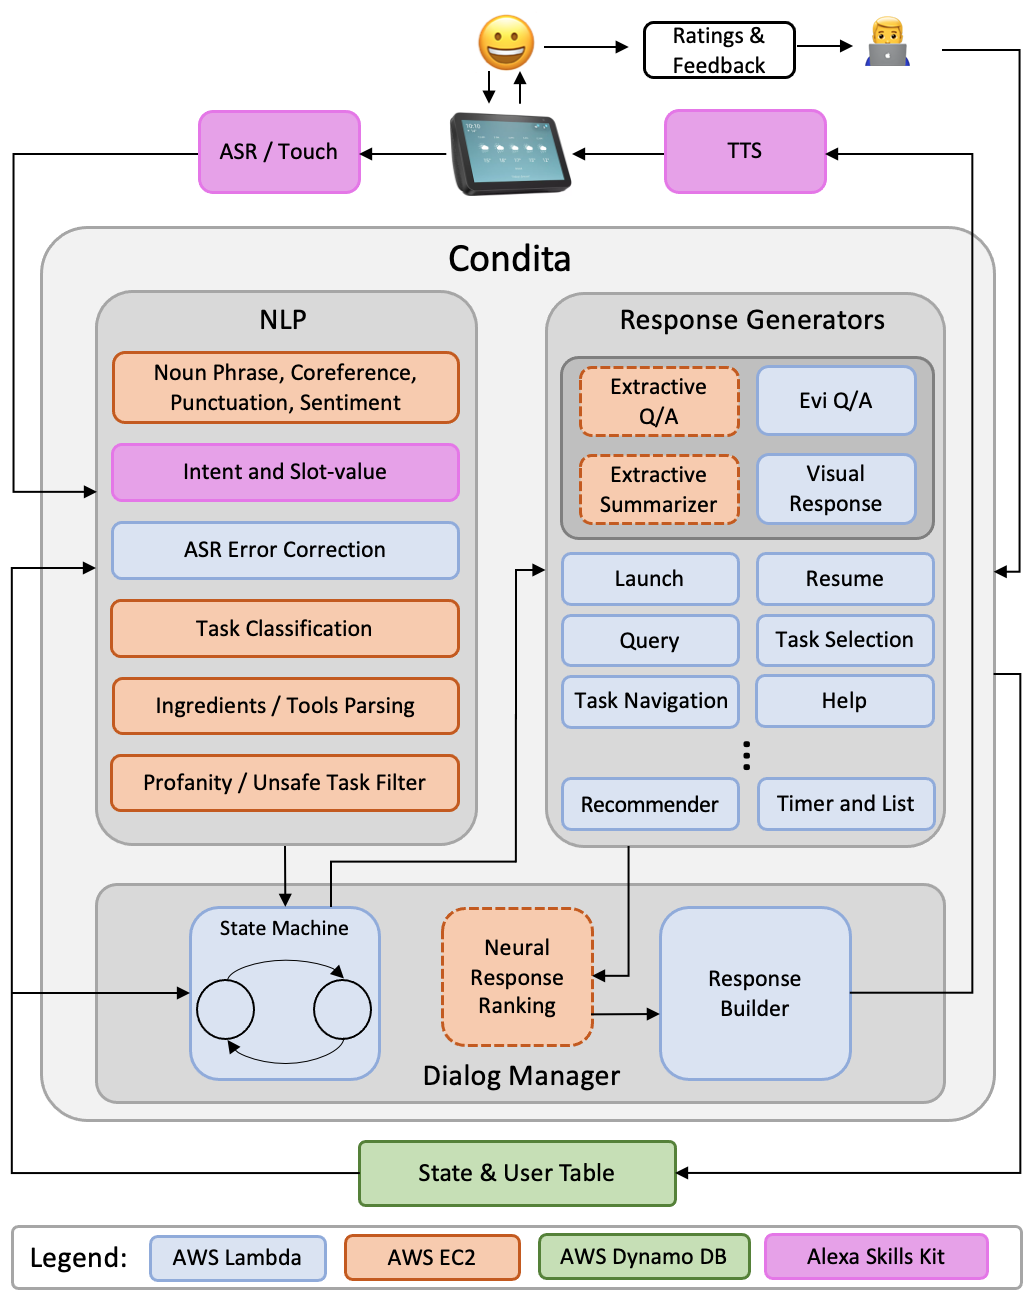 Ratings &
Feedback
ASR / Touch
TTS
Condita
NLP
Noun Phrase, Coreference,
Punctuation, Sentiment
Intent and Slot-value
ASR Error Correction
Task Classification
Ingredients / Tools Parsing
Profanity / Unsafe Task Filter
Response Generators
Extractive
Q/A
Evi Q/A
Extractive
Summarizer
Visual
Response
Launch
Resume
Query
Task Selection
Task Navigation
Help
Recommender
Timer and List
State Machine
Neural
Response
Ranking
Response
Builder
Dialog Manager
State & User Table
Legend:
AWS Lambda
AWS EC2
AWS Dynamo DB
Alexa Skills Kit